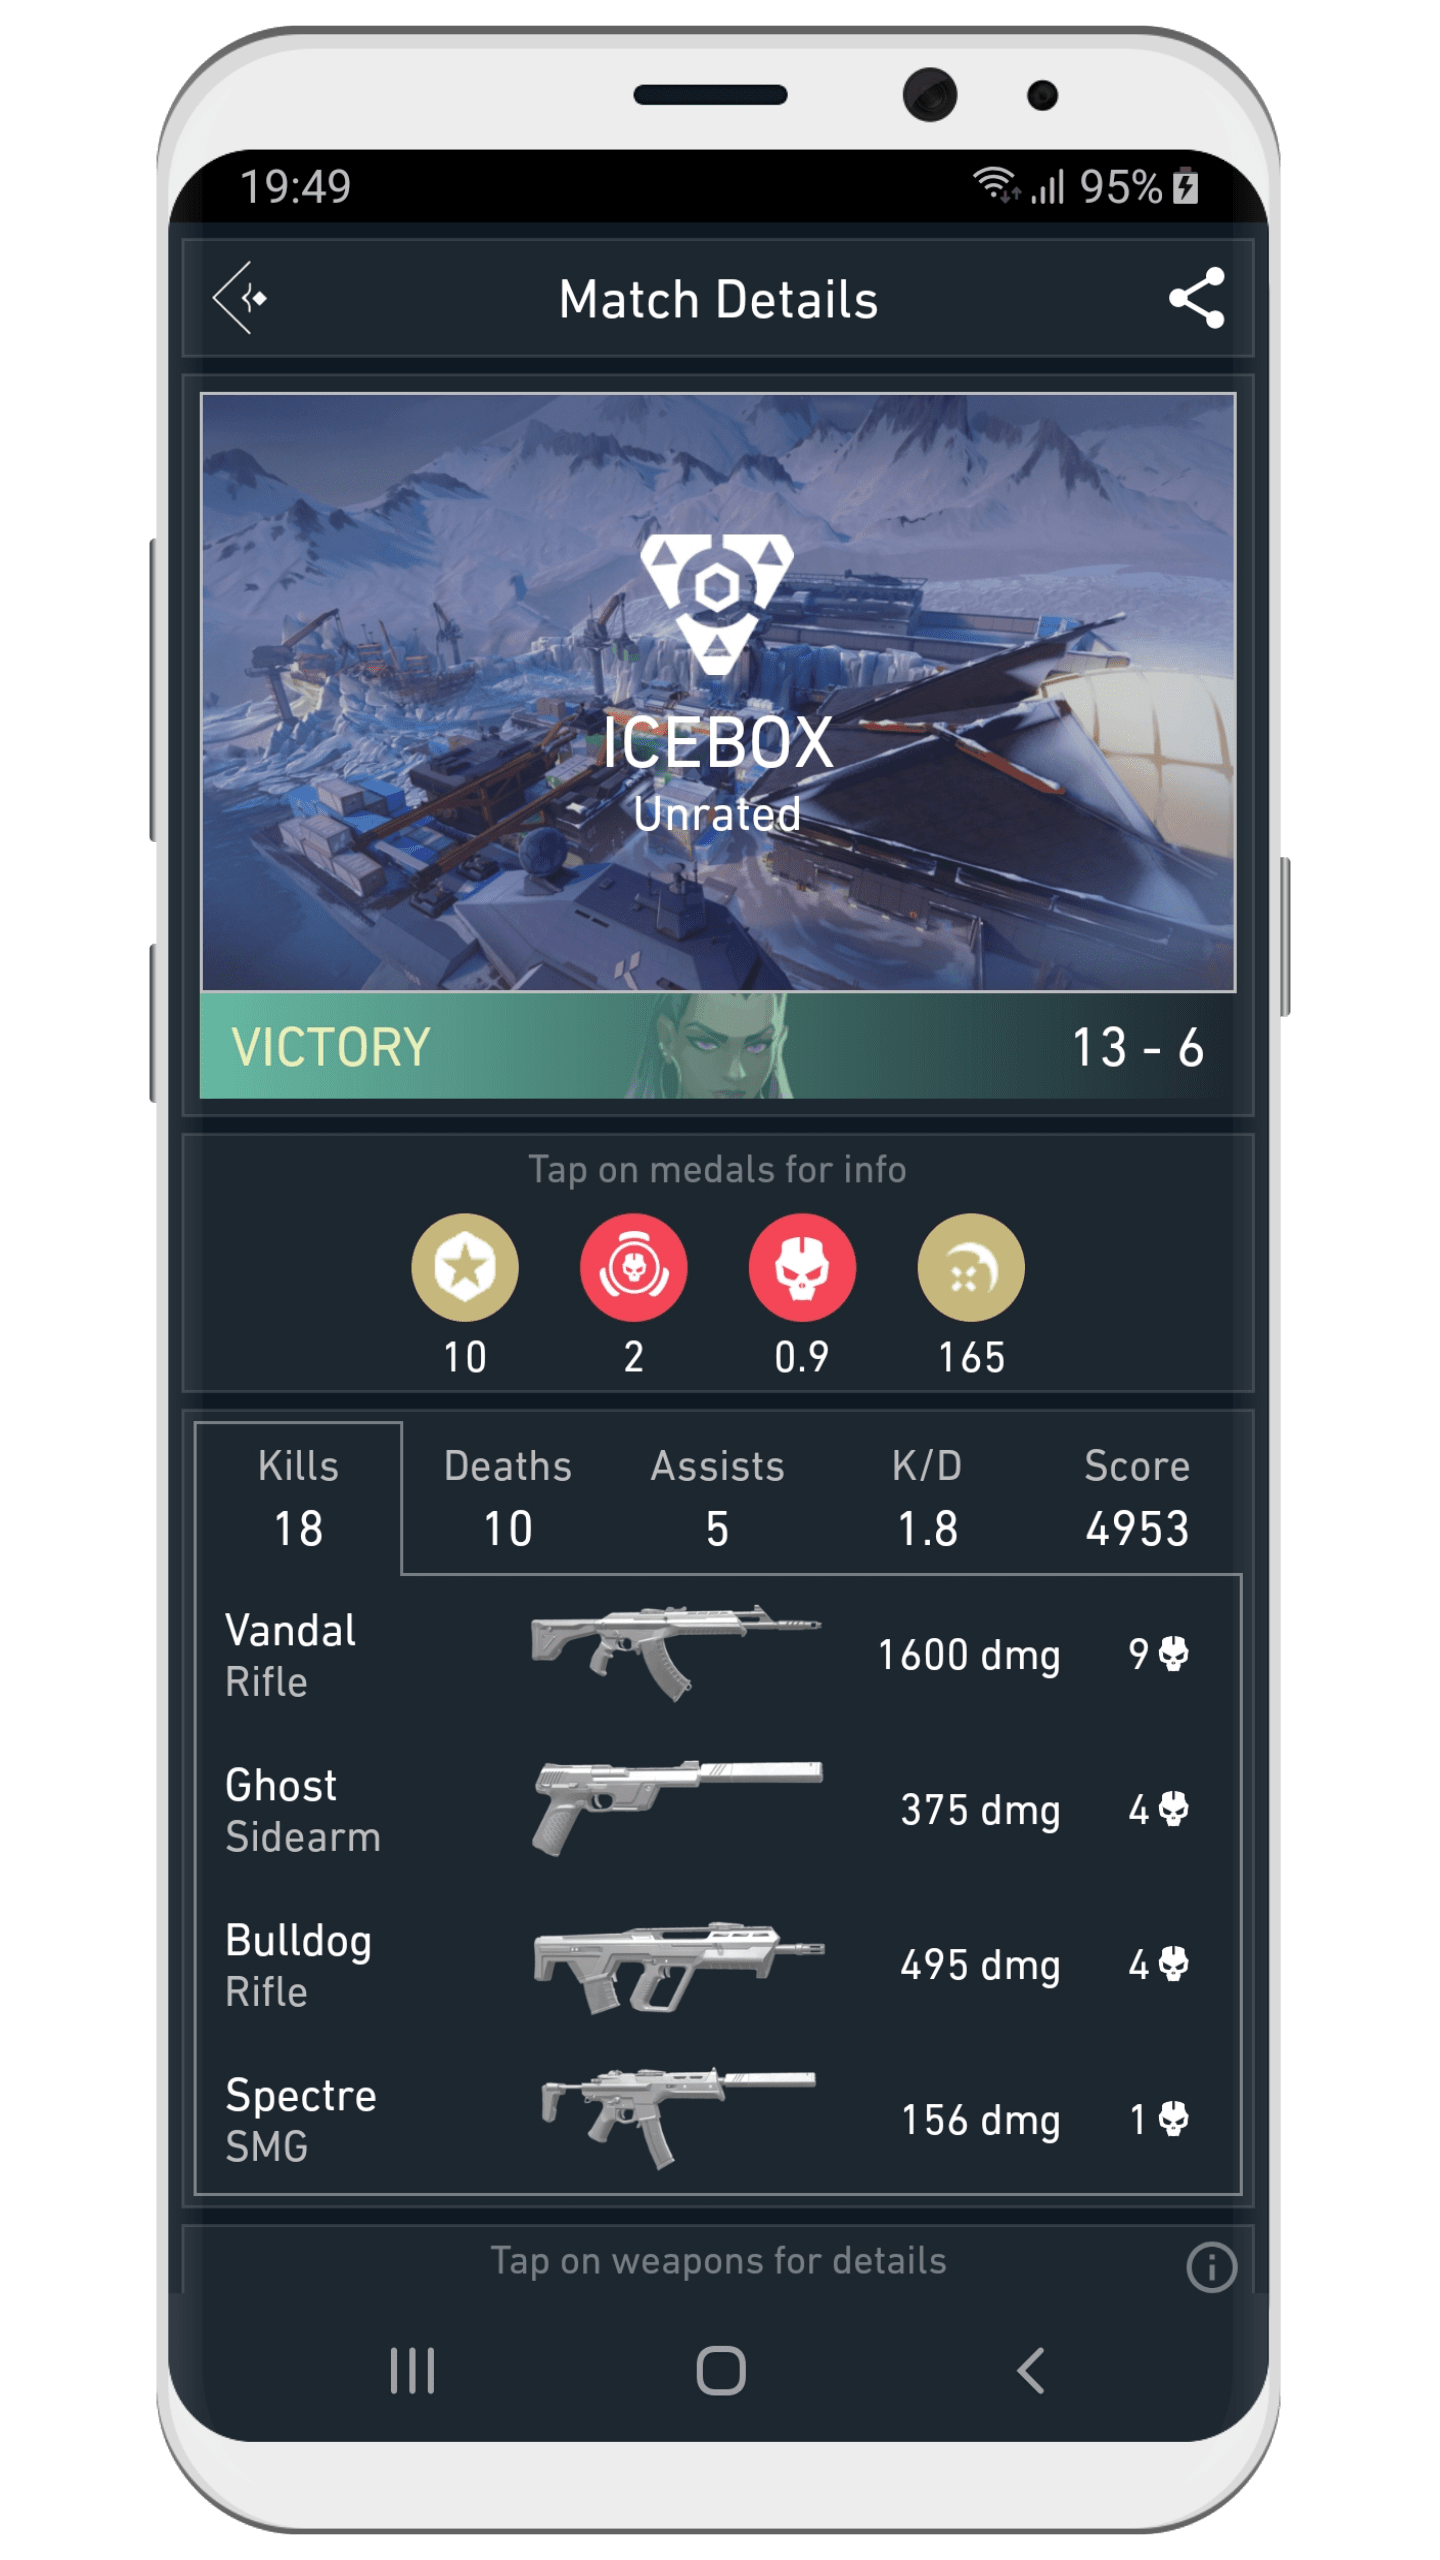 19:49 95%
Match Details
ICEBOX
Unrated
VICTORY 13 - 6
Tap on medals for info
10 2 0.9 165
Kills Deaths Assists K/D Score
18 10 5 1.8 4953
Vandal
Rifle
1600 dmg 9
Ghost
Sidearm
375 dmg 4
Bulldog
Rifle
495 dmg 4
Spectre
SMG
156 dmg 1
Tap on weapons for details